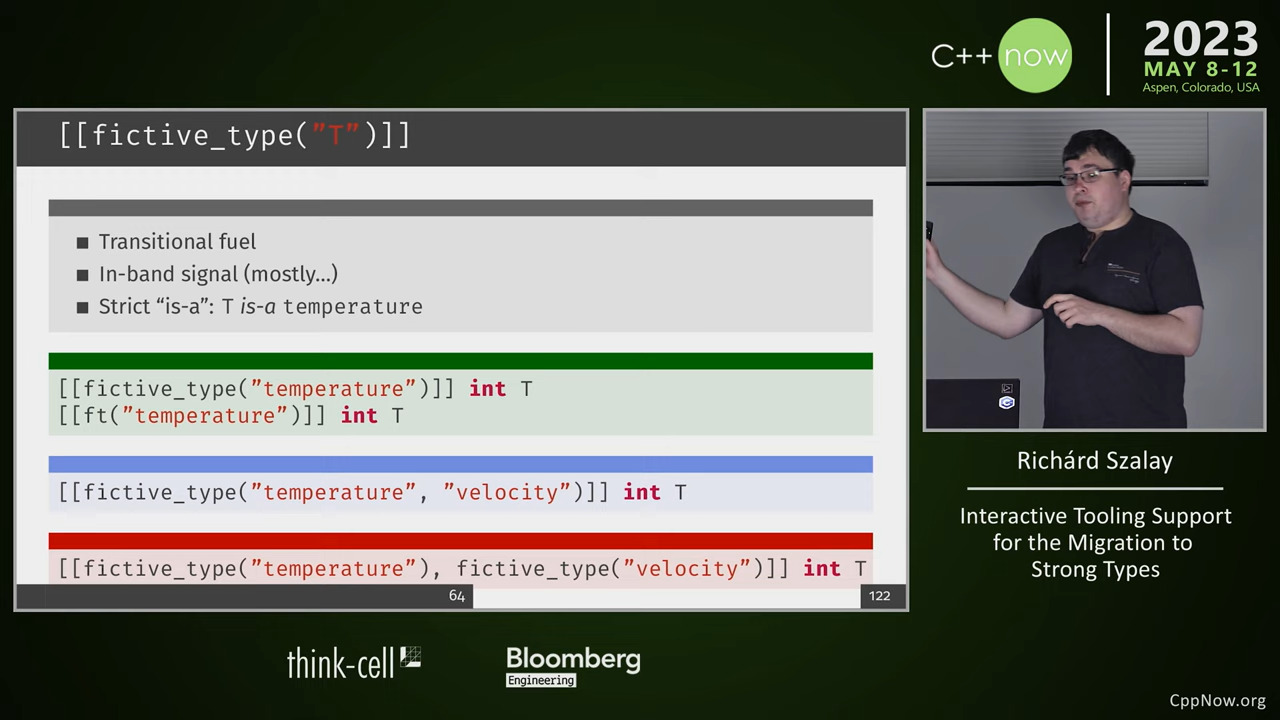 C++ now
2023
MAY 8-12
Aspen, Colorado, USA
[[fictive_type(”T”)]]
■ Transitional fuel
■ In-band signal (mostly...)
■ Strict “is-a”: T is-a temperature
[[fictive_type(”temperature”)]] int T
[[ft(”temperature”)]] int T
[[fictive_type(”temperature”, ”velocity”)]] int T
[[fictive_type(”temperature”), fictive_type(”velocity”)]] int T
64
122
Richárd Szalay
Interactive Tooling Support
for the Migration to
Strong Types
think-cell
Bloomberg
Engineering
CppNow.org